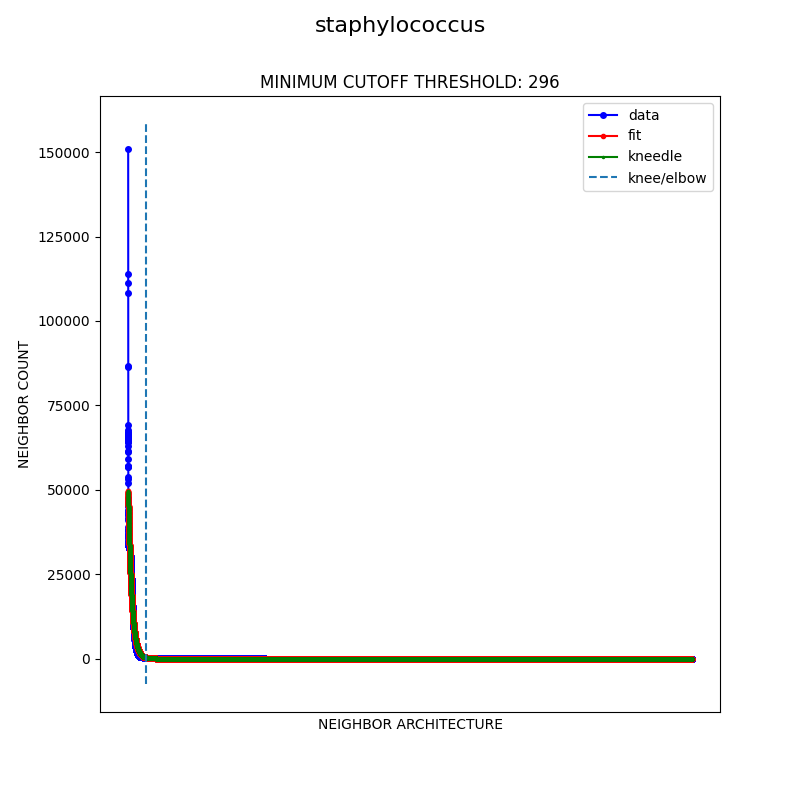 staphylococcus
MINIMUM CUTOFF THRESHOLD: 296
data
fit
kneedle
knee/elbow
150000
125000
100000
75000
50000
25000
0
NEIGHBOR COUNT
NEIGHBOR ARCHITECTURE